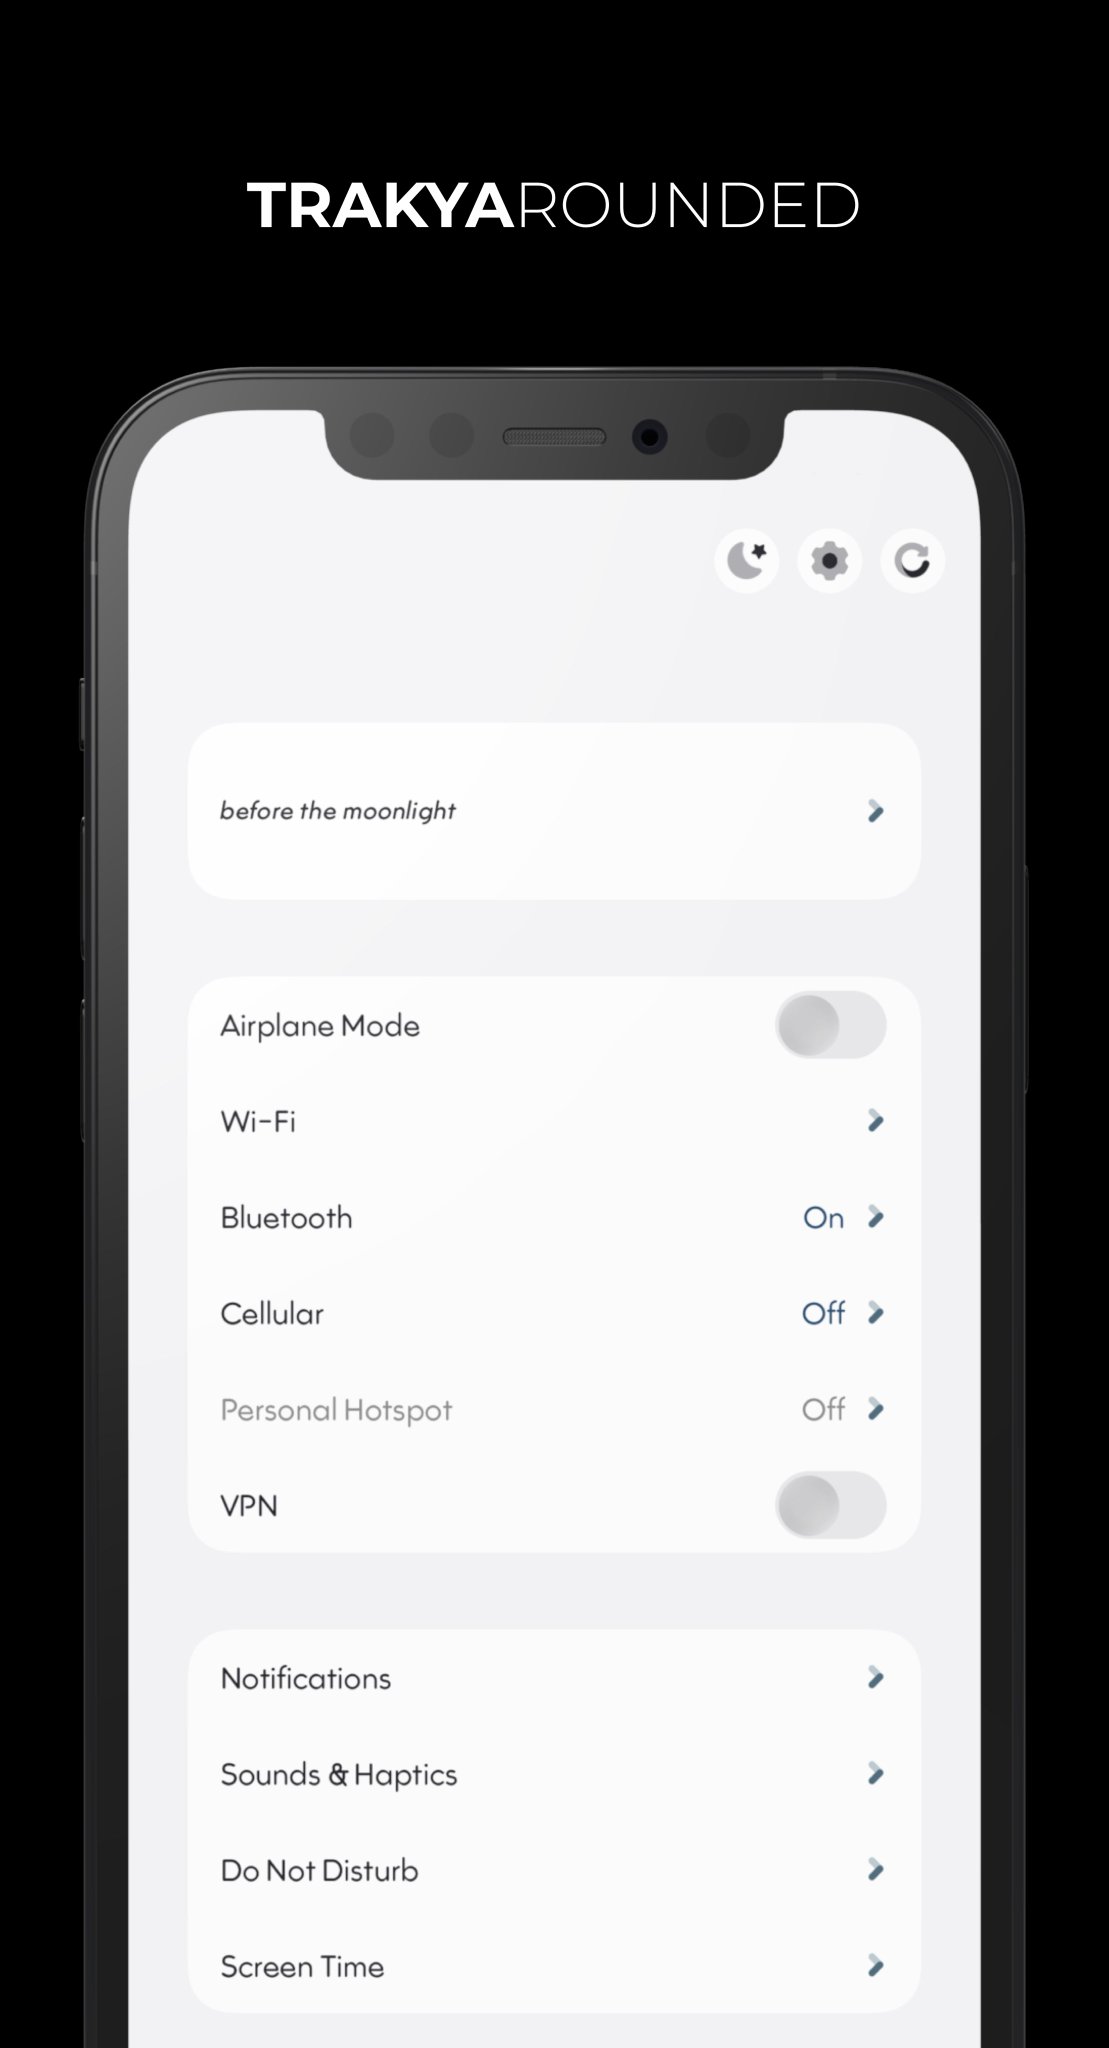 TRAKYAROUNDED
before the moonlight
Airplane Mode
Wi-Fi
Bluetooth On
Cellular Off
Personal Hotspot Off
VPN
Notifications
Sounds & Haptics
Do Not Disturb
Screen Time